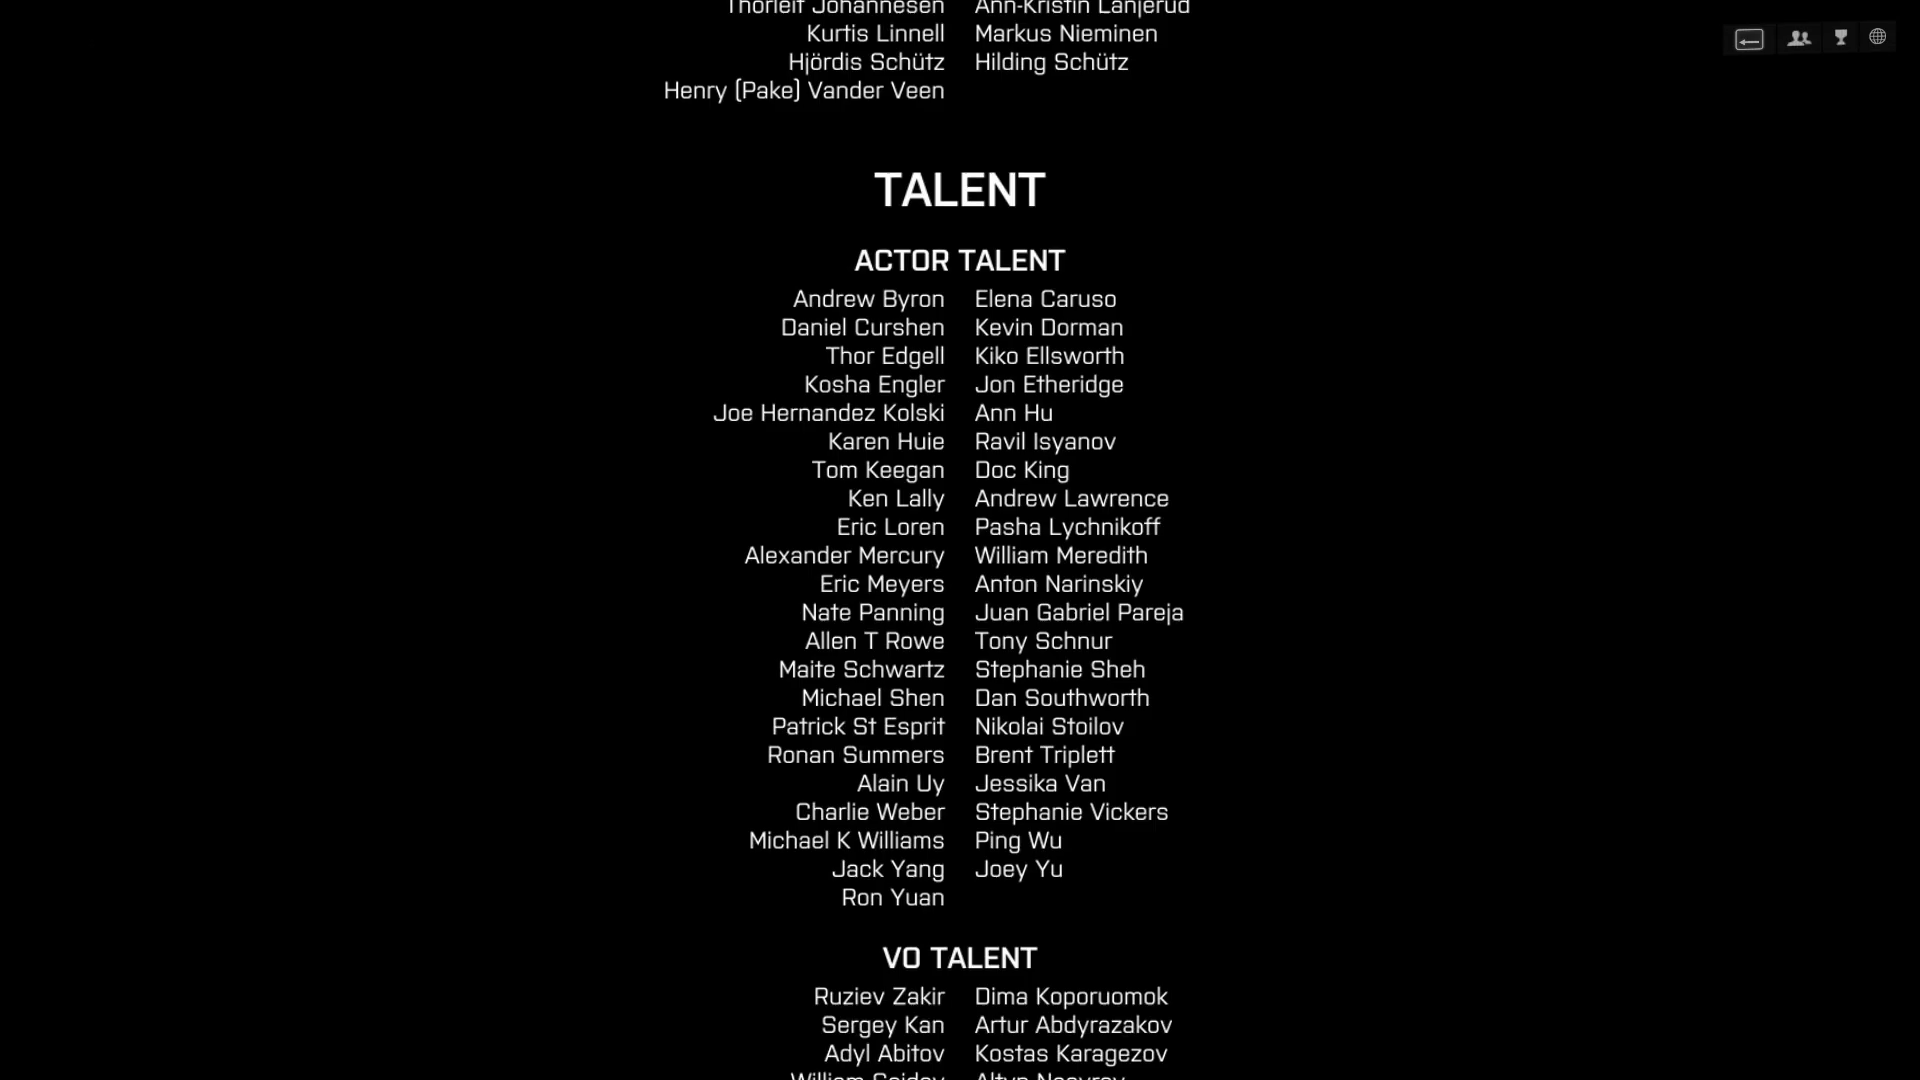 Thorleif Johannesen Ann-Kristin Lanjerud
Kurtis Linnell Markus Nieminen
Hjördis Schütz Hilding Schütz
Henry (Pake) Vander Veen
TALENT
ACTOR TALENT
Andrew Byron Elena Caruso
Daniel Curshen Kevin Dorman
Thor Edgell Kiko Ellsworth
Kosha Engler Jon Etheridge
Joe Hernandez Kolski Ann Hu
Karen Huie Ravil Isyanov
Tom Keegan Doc King
Ken Lally Andrew Lawrence
Eric Loren Pasha Lychnikoff
Alexander Mercury William Meredith
Eric Meyers Anton Narinskiy
Nate Panning Juan Gabriel Pareja
Allen T Rowe Tony Schnur
Maite Schwartz Stephanie Sheh
Michael Shen Dan Southworth
Patrick St Esprit Nikolai Stoilov
Ronan Summers Brent Triplett
Alain Uy Jessika Van
Charlie Weber Stephanie Vickers
Michael K Williams Ping Wu
Jack Yang Joey Yu
Ron Yuan
VO TALENT
Ruziev Zakir Dima Koporuomok
Sergey Kan Artur Abdyrazakov
Adyl Abitov Kostas Karagezov
William